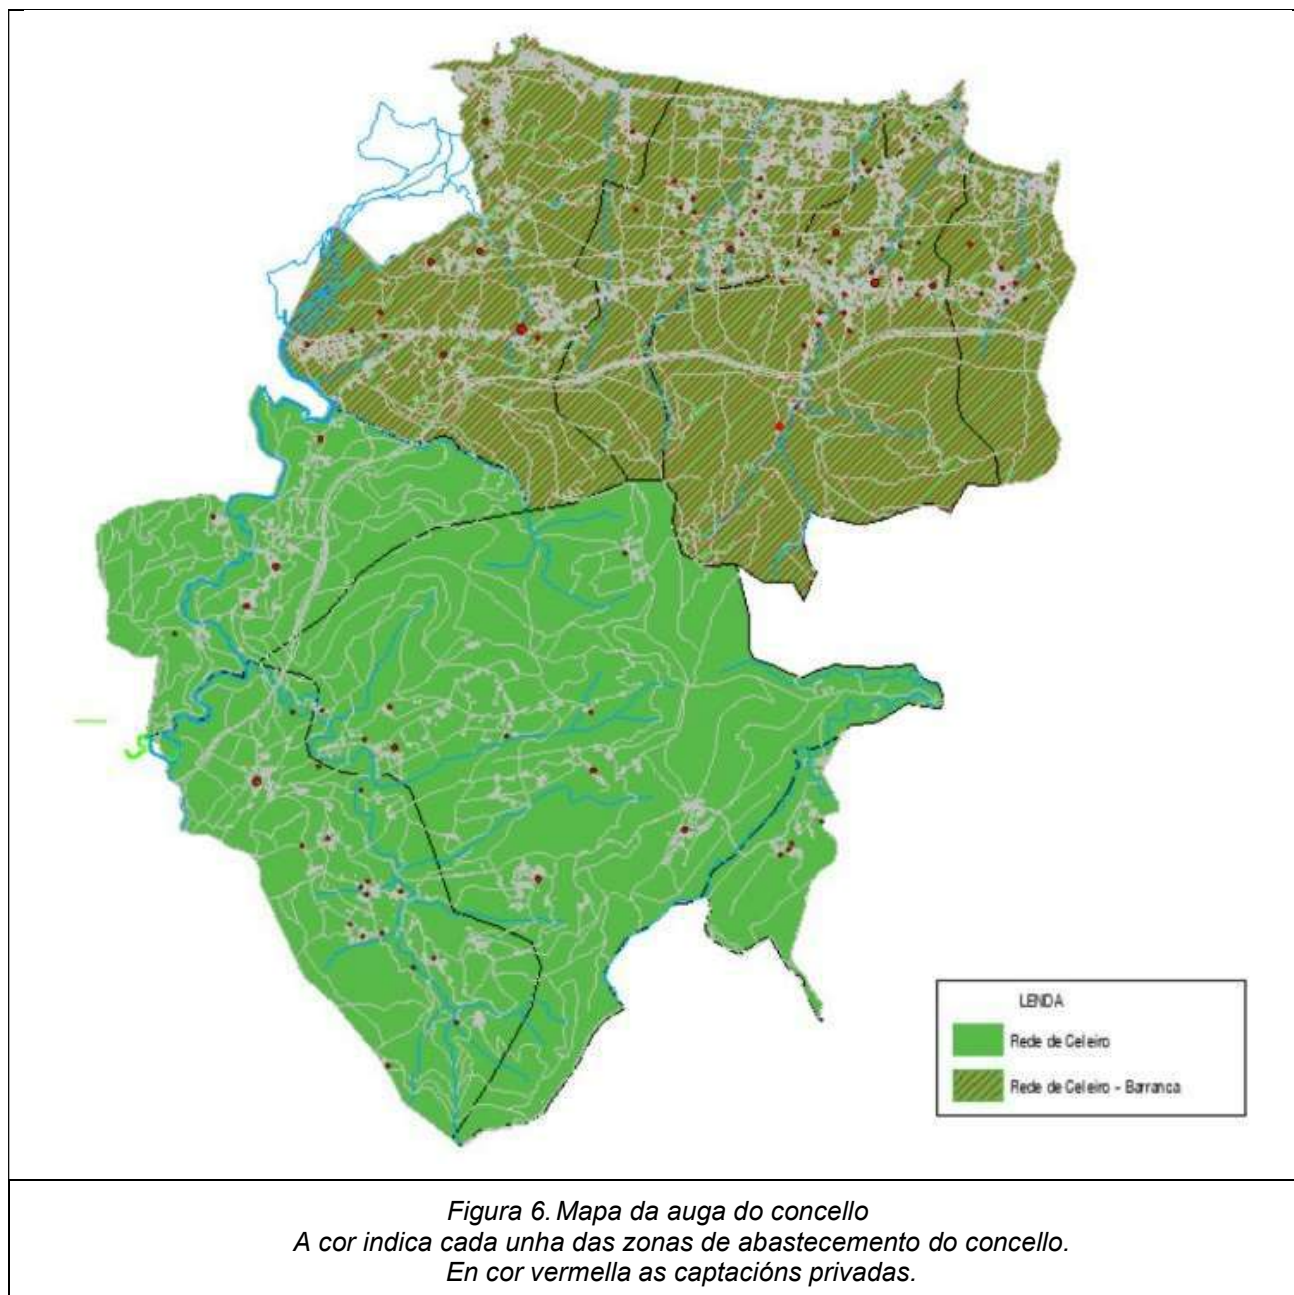 LENDA
Rede de Celeiro
Rede de Celeiro - Barranca
Figura 6. Mapa da auga do concello
A cor indica cada unha das zonas de abastecemento do concello.
En cor vermella as captacións privadas.